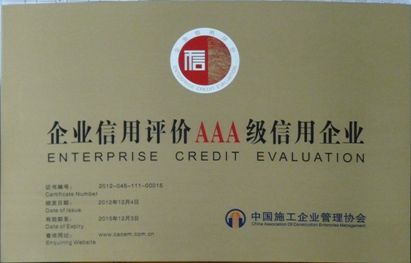 信
企业信用评价AAA级信用企业
ENTERPRISE CREDIT EVALUATION
证书编号: 2012-046-111-00016
Certificate Number
颁发日期: 2012年12月4日
Date of Issue
有效期至: 2015年12月3日
Date of Expiry
查询网址: www.cacem.com.cn
Enquiring Website
中国施工企业管理协会
China Association Of Construction Enterprise Management